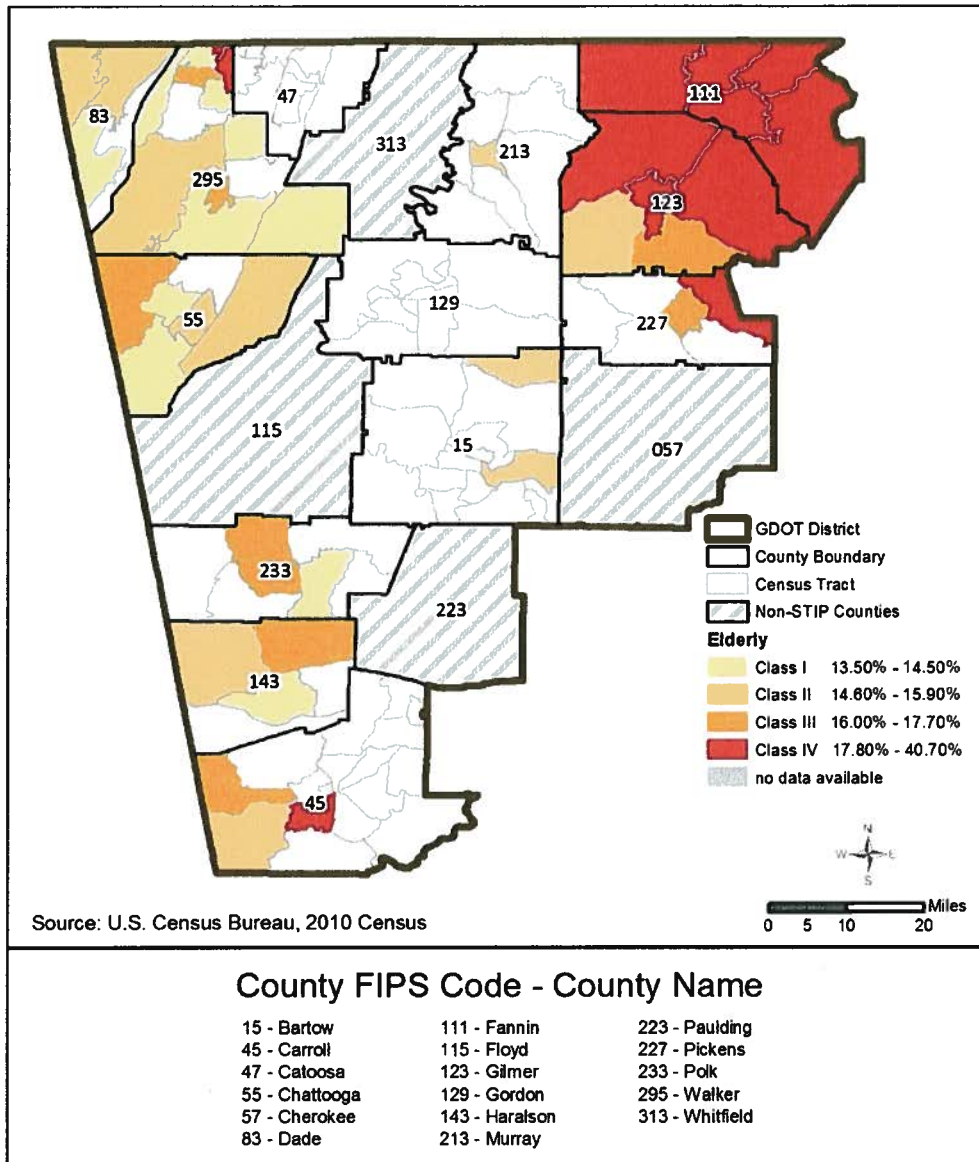 47
111
83
313
213
295
123
55
129
227
115
15
057
233
223
143
45
GDOT District
County Boundary
Census Tract
Non-STIP Counties
Elderly
Class I 13.50% - 14.50%
Class II 14.60% - 15.90%
Class III 16.00% - 17.70%
Class IV 17.80% - 40.70%
no data available
N
W E
S
Miles
0 5 10 20
Source: U.S. Census Bureau, 2010 Census
County FIPS Code - County Name
15 - Bartow
45 - Carroll
47 - Catoosa
55 - Chattooga
57 - Cherokee
83 - Dade
111 - Fannin
115 - Floyd
123 - Gilmer
129 - Gordon
143 - Haralson
213 - Murray
223 - Paulding
227 - Pickens
233 - Polk
295 - Walker
313 - Whitfield